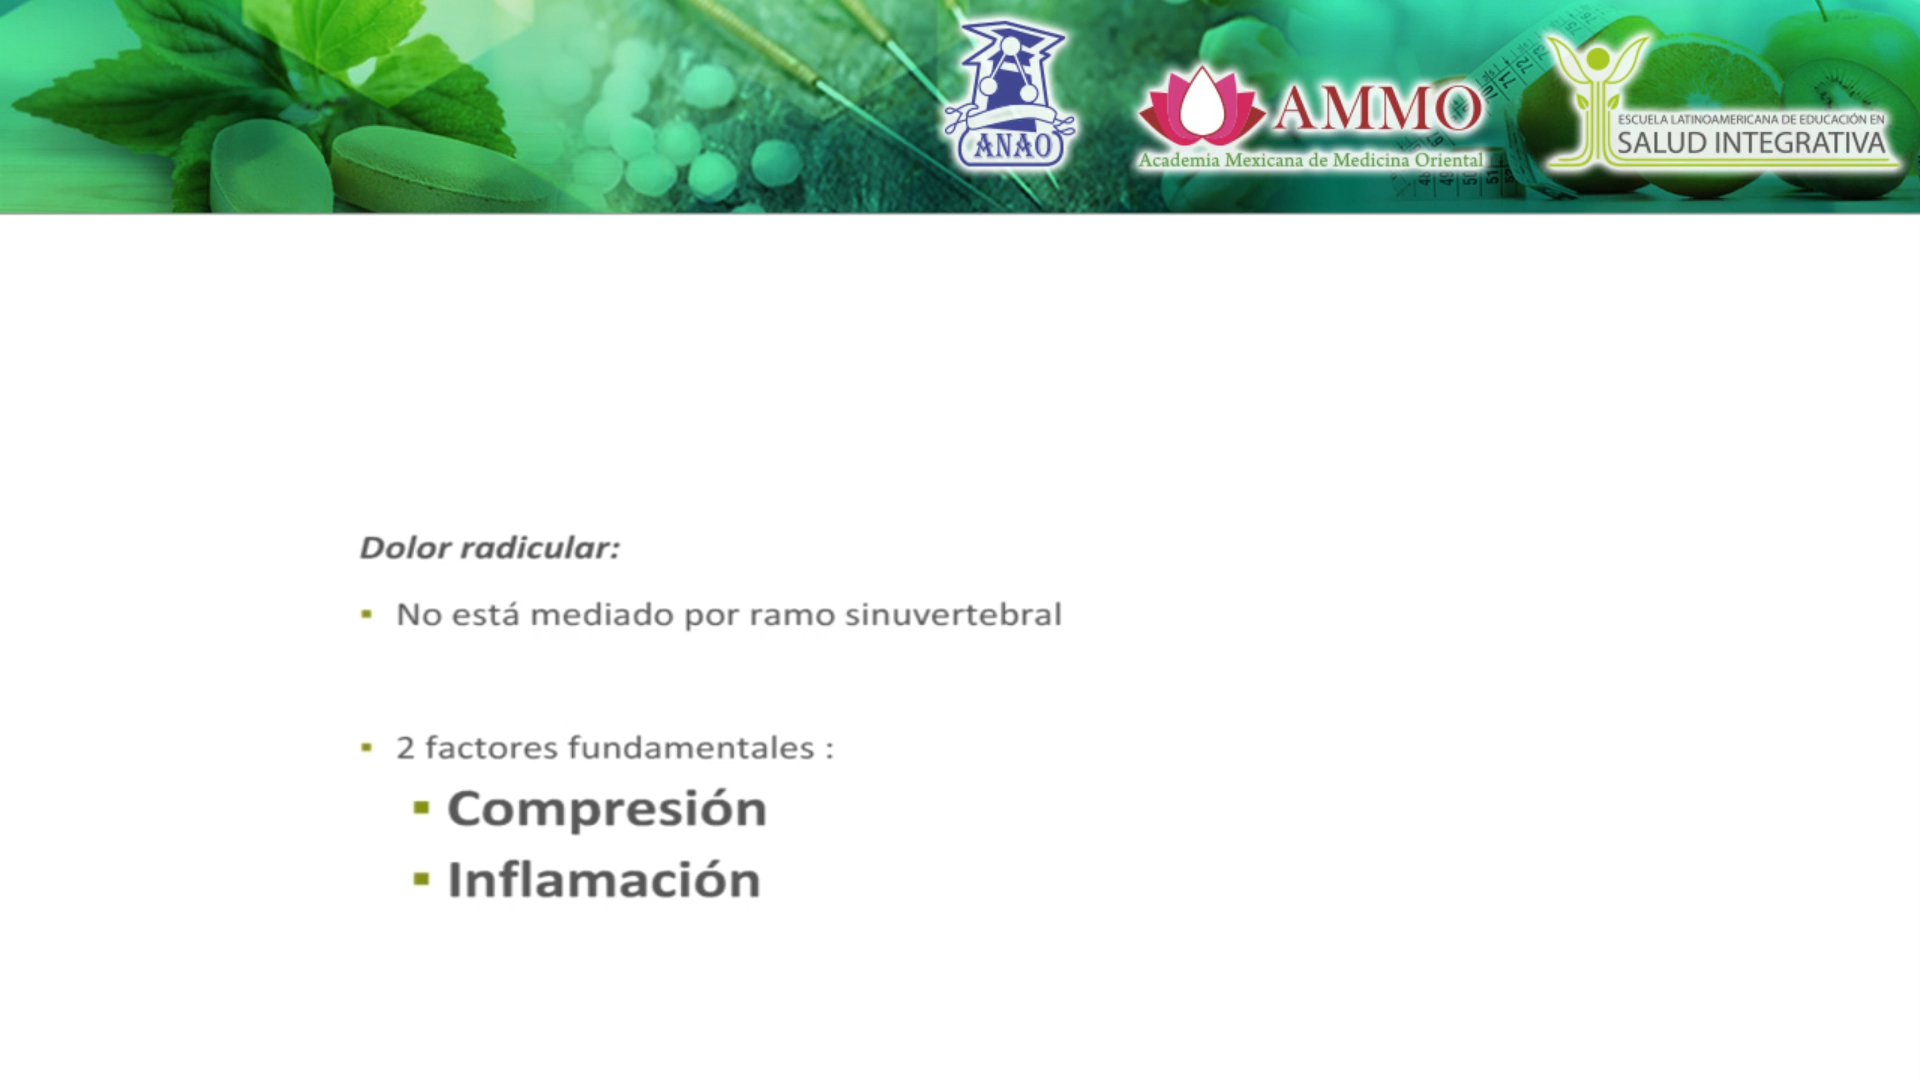 ANAO
AMMO
Academia Mexicana de Medicina Oriental
ESCUELA LATINOAMERICANA DE EDUCACIÓN EN
SALUD INTEGRATIVA
Dolor radicular:
▪ No está mediado por ramo sinuvertebral
▪ 2 factores fundamentales :
▪ Compresión
▪ Inflamación